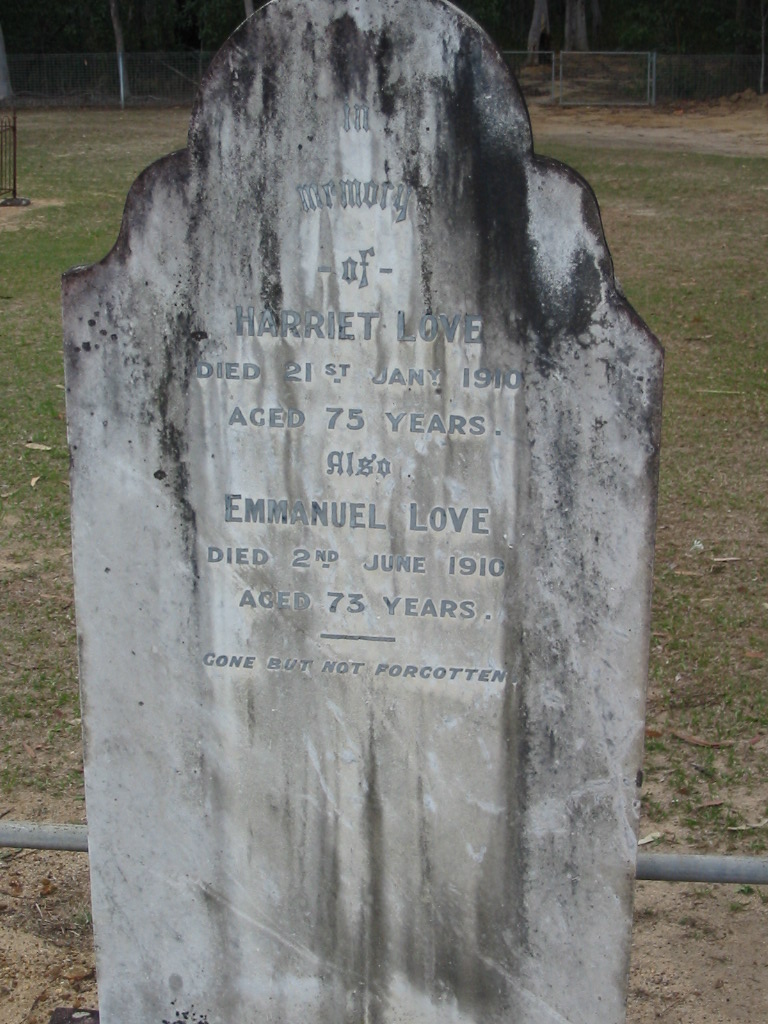 In
memory
- of -
HARRIET LOVE
DIED 21ST JANY 1910
AGED 75 YEARS.
Also
EMMANUEL LOVE
DIED 2ND JUNE 1910
AGED 73 YEARS.
GONE BUT NOT FORGOTTEN